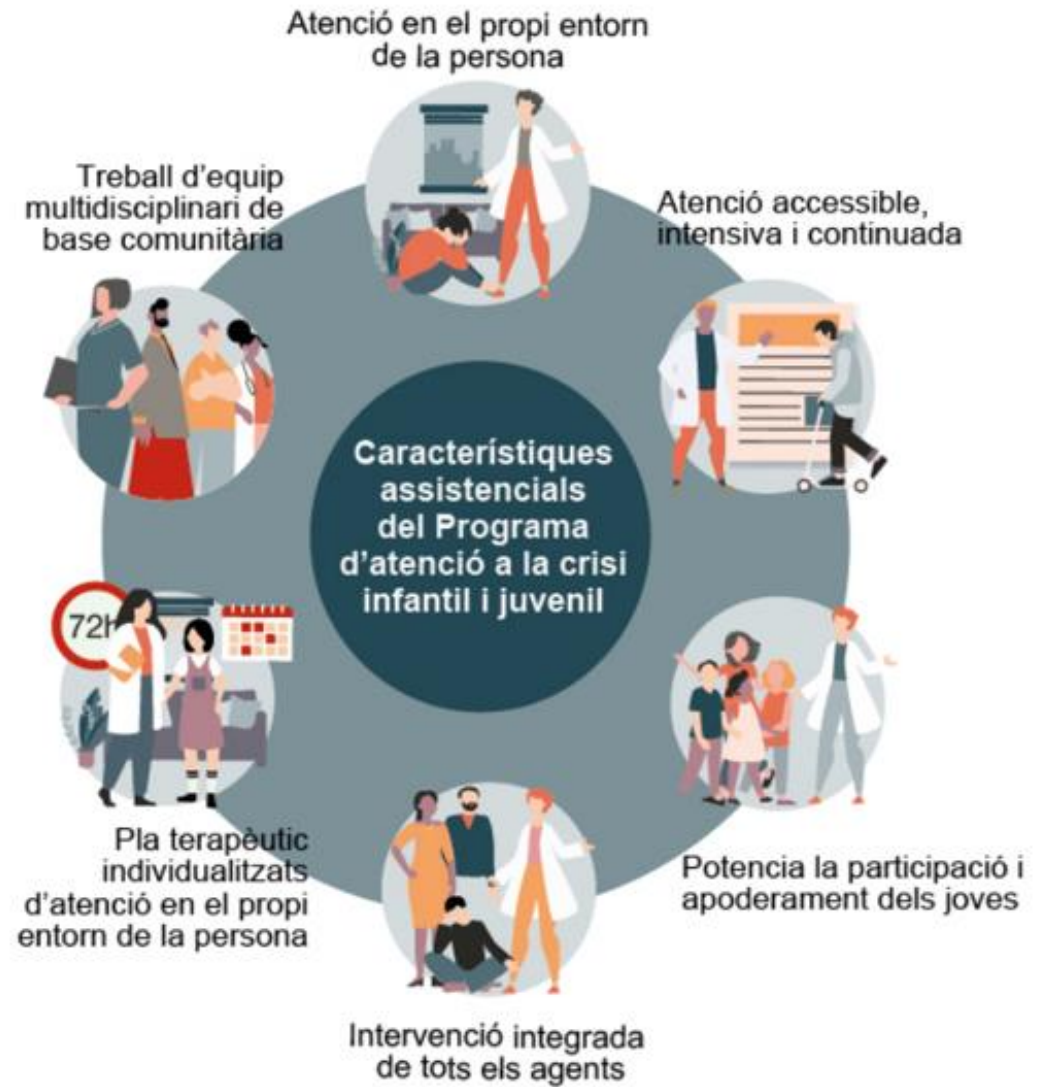 Atenció en el propi entorn
de la persona
Atenció accessible,
intensiva i continuada
Potencia la participació i
apoderament dels joves
Intervenció integrada
de tots els agents
Pla terapèutic
individualitzats
d'atenció en el propi
entorn de la persona
72h
Treball d'equip
multidisciplinari de
base comunitària
Característiques
assistencials
del Programa
d'atenció a la crisi
infantil i juvenil